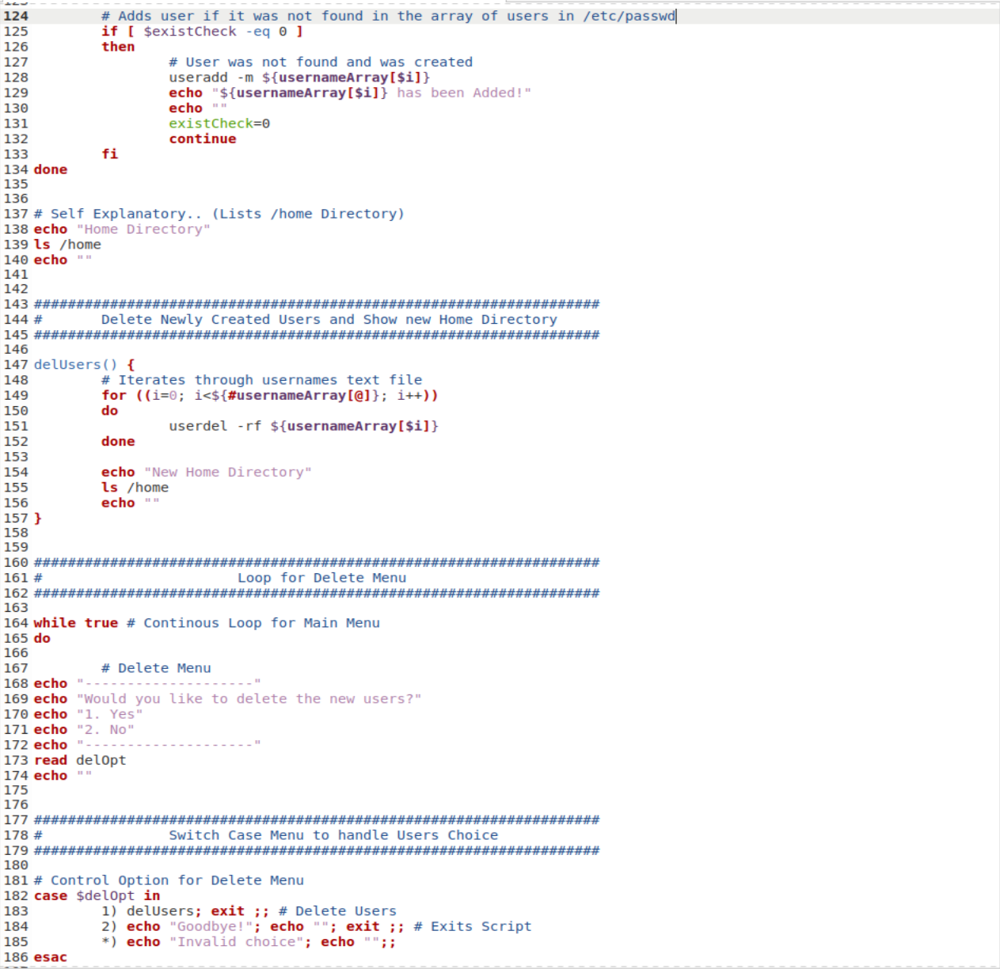 124         # Adds user if it was not found in the array of users in /etc/passwd
125         if [ $existCheck -eq 0 ]
126         then
127                 # User was not found and was created
128                 useradd -m ${usernameArray[$i]}
129                 echo "${usernameArray[$i]} has been Added!"
130                 echo ""
131                 existCheck=0
132                 continue
133         fi
134 done
135
136
137 # Self Explanatory.. (Lists /home Directory)
138 echo "Home Directory"
139 ls /home
140 echo ""
141
142
143 ###################################################################
144 #       Delete Newly Created Users and Show new Home Directory
145 ###################################################################
146
147 delUsers() {
148         # Iterates through usernames text file
149         for ((i=0; i<${#usernameArray[@]}; i++))
150         do
151                 userdel -rf ${usernameArray[$i]}
152         done
153
154         echo "New Home Directory"
155         ls /home
156         echo ""
157 }
158
159
160 ###################################################################
161 #                       Loop for Delete Menu
162 ###################################################################
163
164 while true # Continous Loop for Main Menu
165 do
166
167         # Delete Menu
168 echo "--------------------"
169 echo "Would you like to delete the new users?"
170 echo "1. Yes"
171 echo "2. No"
172 echo "--------------------"
173 read delOpt
174 echo ""
175
176
177 ###################################################################
178 #               Switch Case Menu to handle Users Choice
179 ###################################################################
180
181 # Control Option for Delete Menu
182 case $delOpt in
183         1) delUsers; exit ;; # Delete Users
184         2) echo "Goodbye!"; echo ""; exit ;; # Exits Script
185         *) echo "Invalid choice"; echo "";;
186 esac